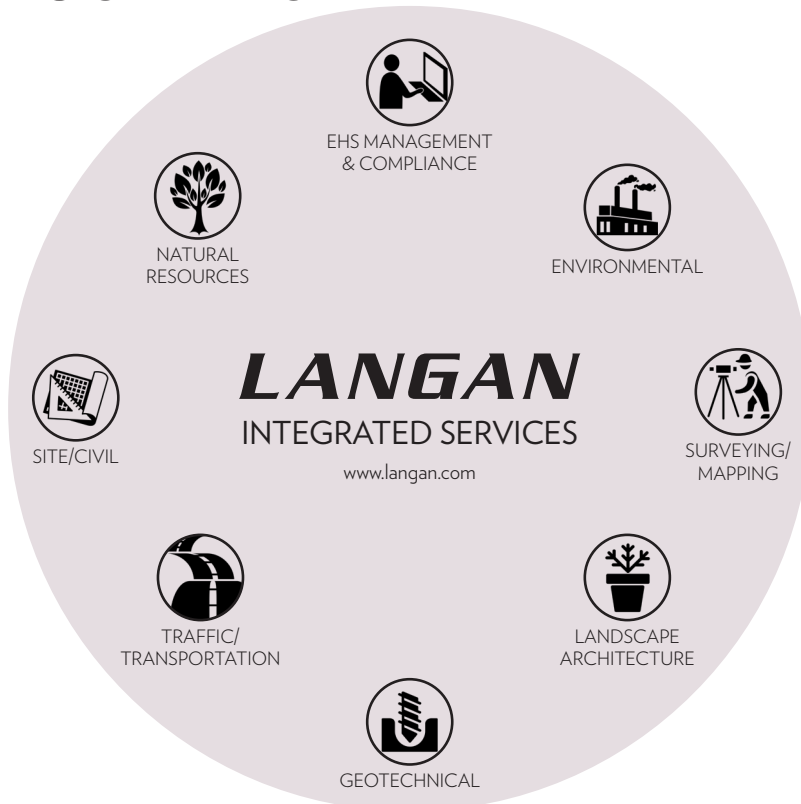 EHS MANAGEMENT
& COMPLIANCE
NATURAL
RESOURCES
ENVIRONMENTAL
LANGAN
INTEGRATED SERVICES
www.langan.com
SITE/CIVIL
SURVEYING/
MAPPING
TRAFFIC/
TRANSPORTATION
LANDSCAPE
ARCHITECTURE
GEOTECHNICAL